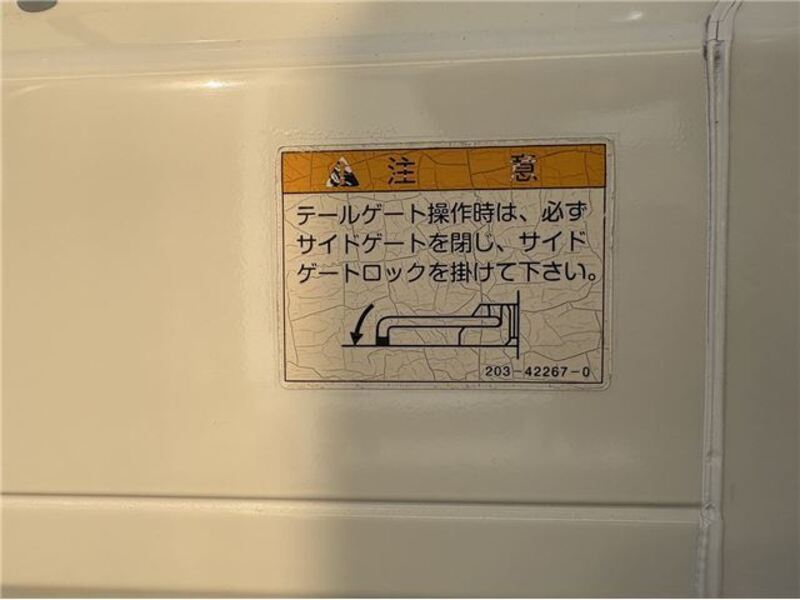 注 意
テールゲート操作時は、必ず
サイドゲートを閉じ、サイド
ゲートロックを掛けて下さい。
203-42267-0